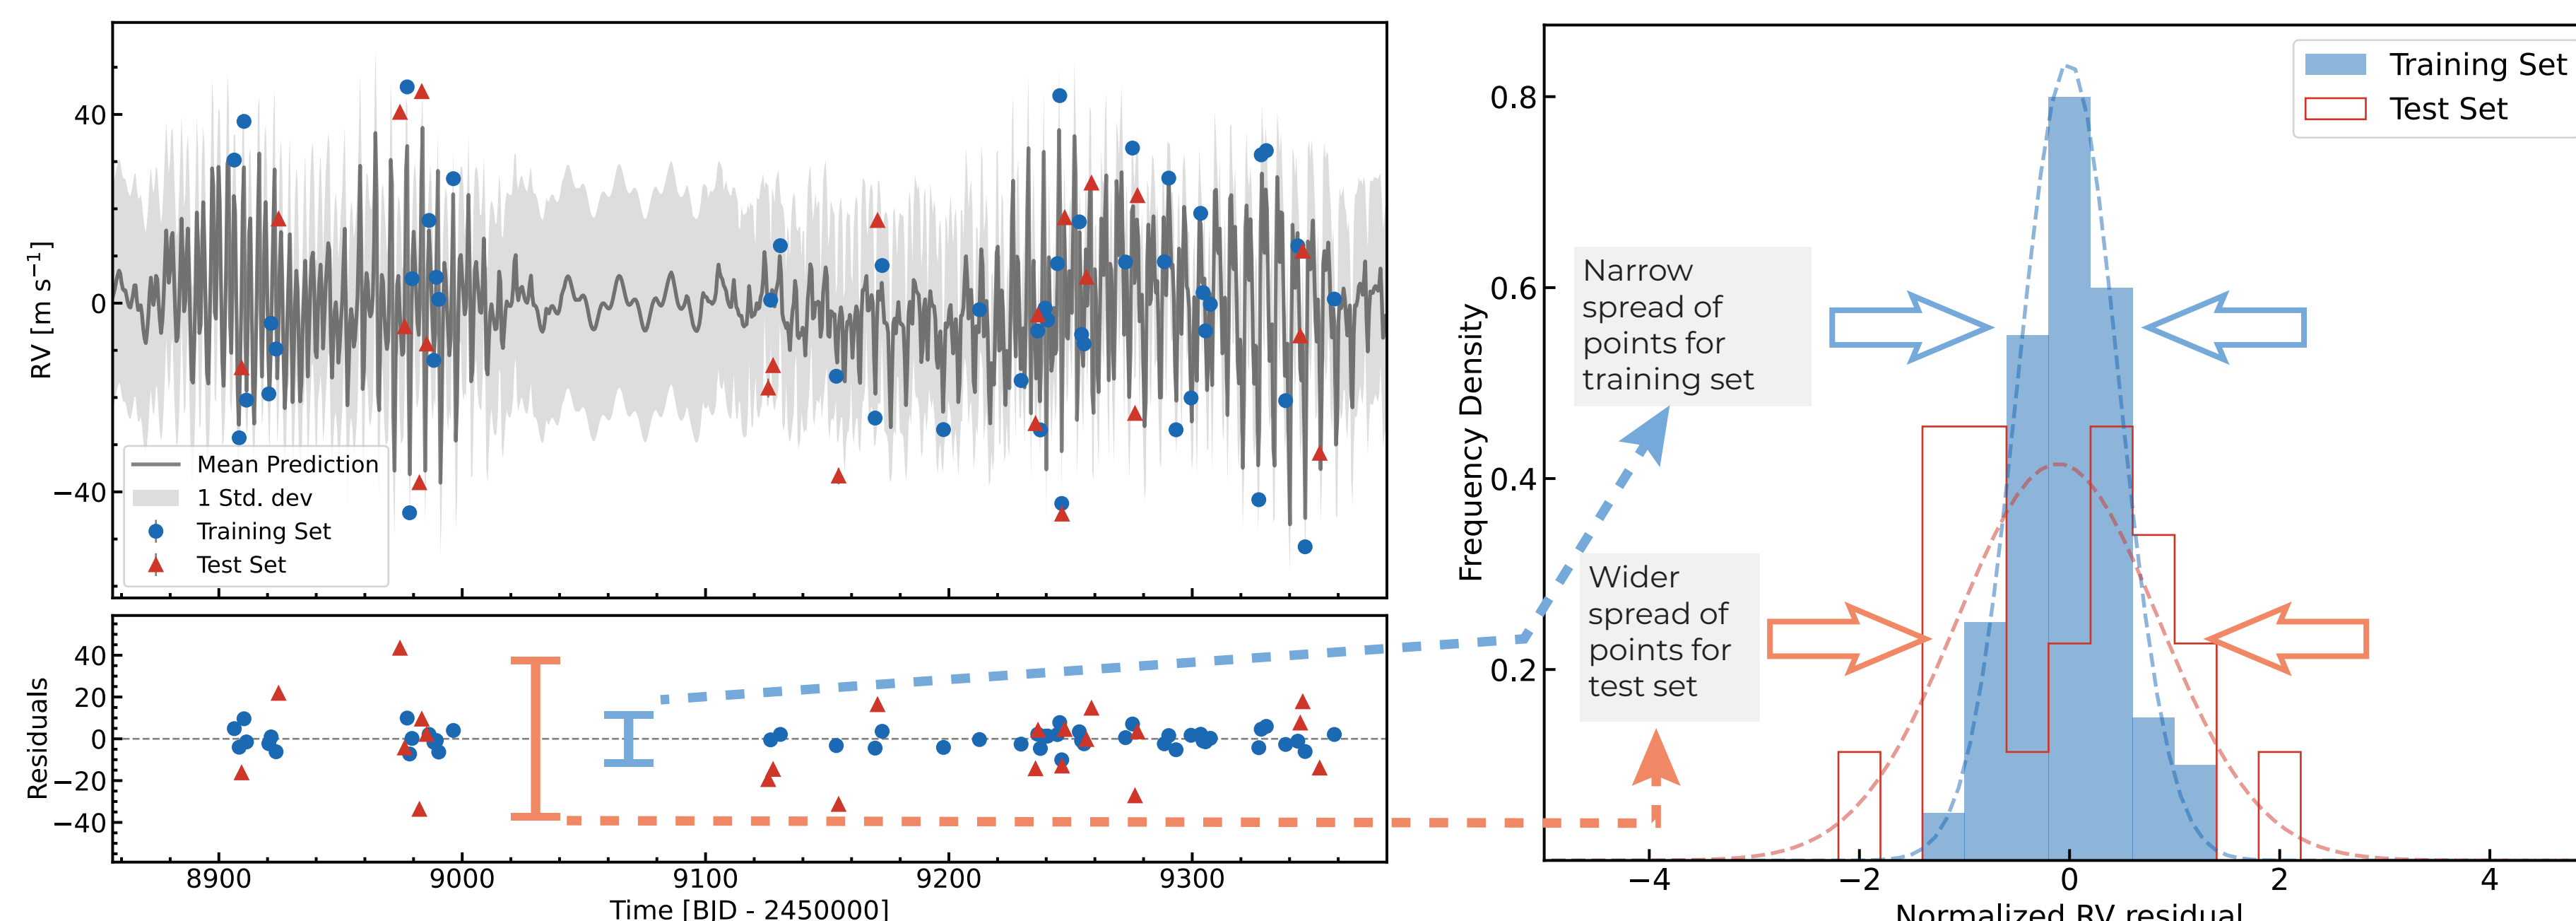 40
0
−40
RV [m s⁻¹]
Mean Prediction
1 Std. dev
Training Set
Test Set
40
20
0
−20
−40
Residuals
8900
9000
9100
9200
9300
Time [BJD - 2450000]
0.8
0.6
0.4
0.2
Frequency Density
Training Set
Test Set
Narrow
spread of
points for
training set
Wider
spread of
points for
test set
−4
−2
0
2
4
Normalized RV residual